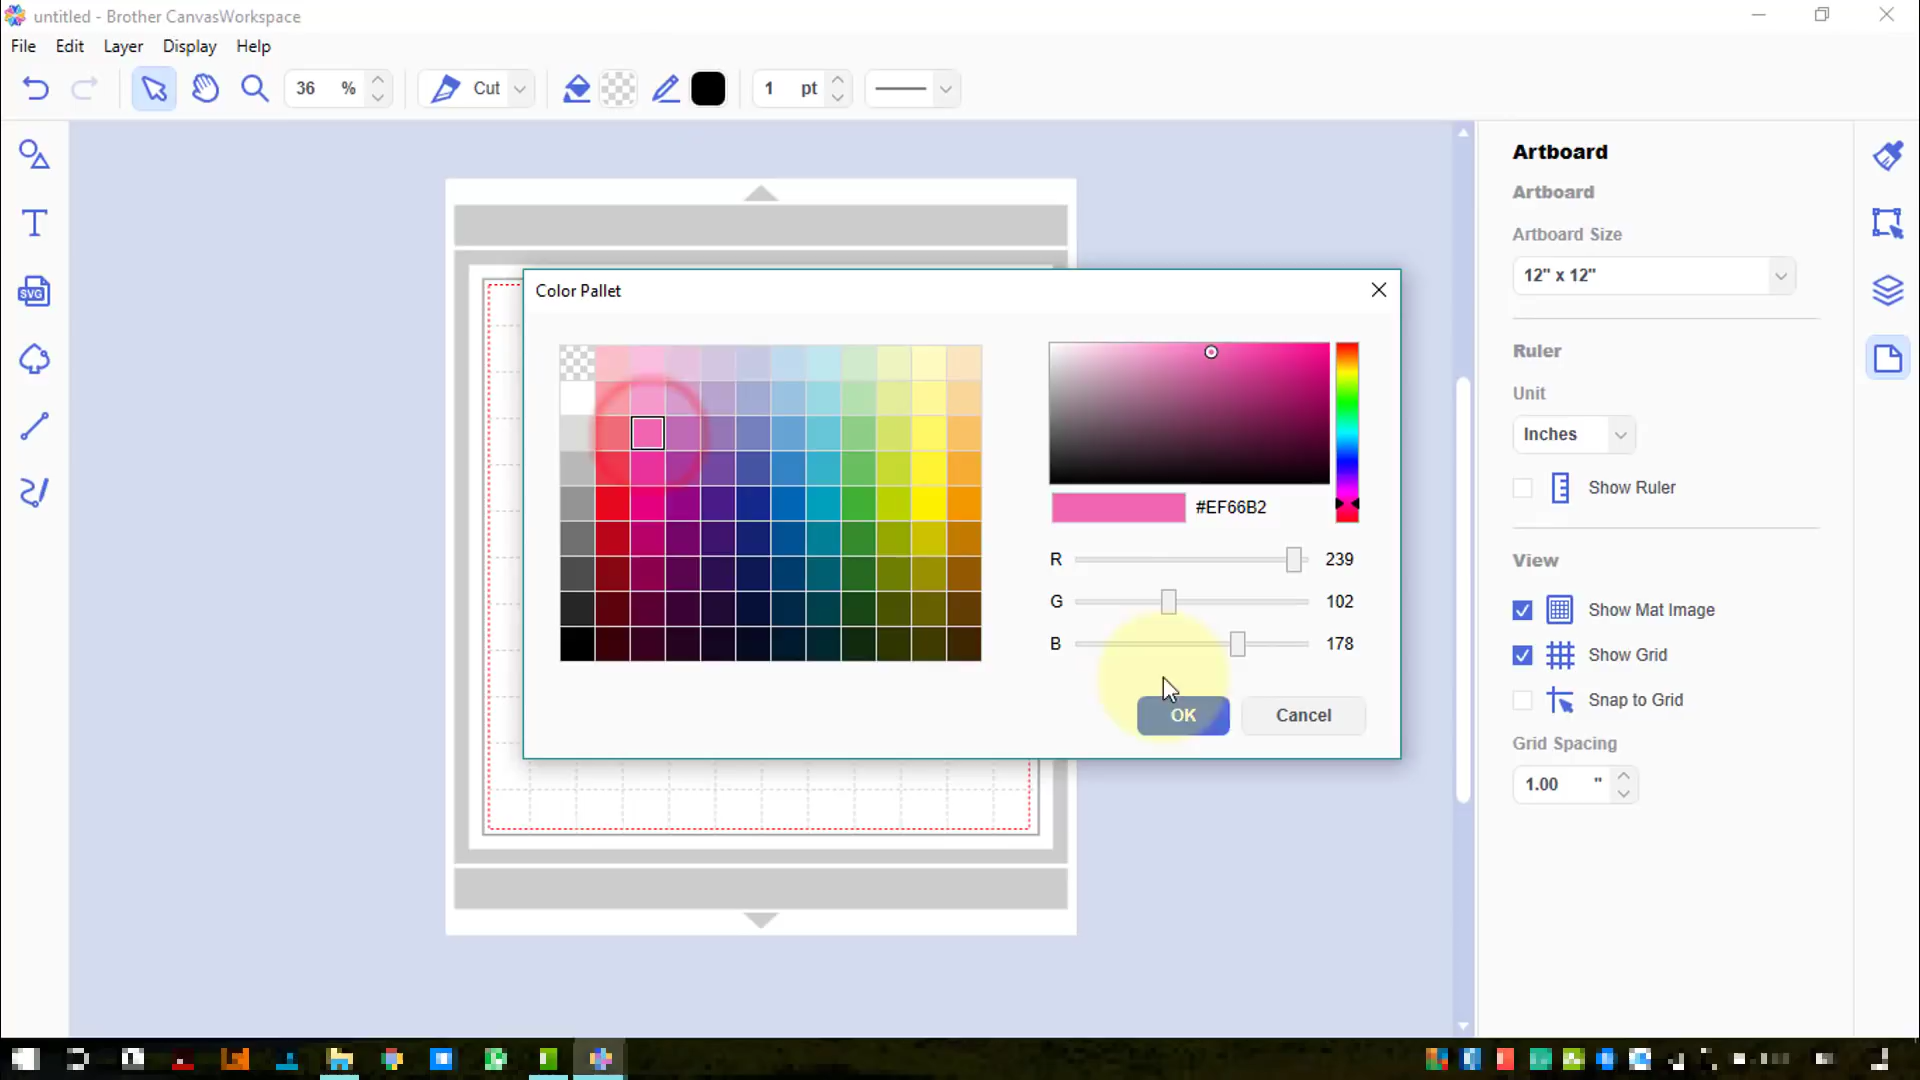 untitled - Brother CanvasWorkspace
File Edit Layer Display Help
36 % Cut 1 pt
T
SVG
Artboard
Artboard
Artboard Size
12" x 12"
Ruler
Unit
Inches
Show Ruler
View
Show Mat Image
Show Grid
Snap to Grid
Grid Spacing
1.00 "
Color Pallet
#EF66B2
R 239
G 102
B 178
OK Cancel